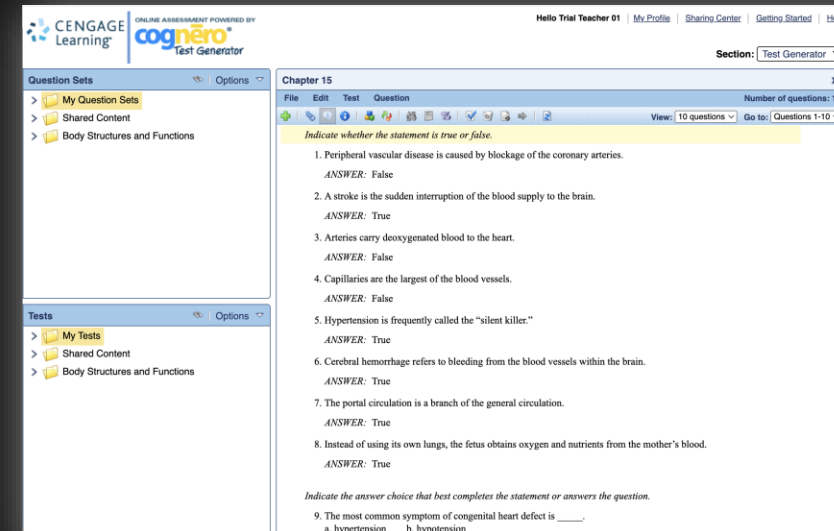 CENGAGE Learning
ONLINE ASSESSMENT POWERED BY
cognero
Test Generator
Hello Trial Teacher 01 | My Profile | Sharing Center | Getting Started |
Section: Test Generator
Question Sets Options
My Question Sets
Shared Content
Body Structures and Functions
Chapter 15
File Edit Test Question Number of questions:
View: 10 questions Go to: Questions 1-10
Indicate whether the statement is true or false.
1. Peripheral vascular disease is caused by blockage of the coronary arteries.
ANSWER: False
2. A stroke is the sudden interruption of the blood supply to the brain.
ANSWER: True
3. Arteries carry deoxygenated blood to the heart.
ANSWER: False
4. Capillaries are the largest of the blood vessels.
ANSWER: False
5. Hypertension is frequently called the “silent killer.”
ANSWER: True
6. Cerebral hemorrhage refers to bleeding from the blood vessels within the brain.
ANSWER: True
7. The portal circulation is a branch of the general circulation.
ANSWER: True
8. Instead of using its own lungs, the fetus obtains oxygen and nutrients from the mother’s blood.
ANSWER: True
Indicate the answer choice that best completes the statement or answers the question.
9. The most common symptom of congenital heart defect is _____.
a. hypertension b. hypotension
Tests Options
My Tests
Shared Content
Body Structures and Functions